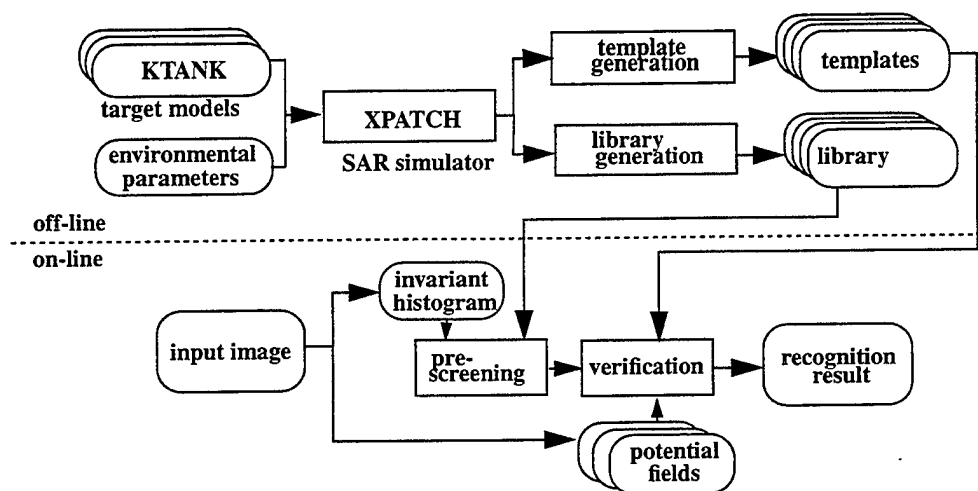 KTANK
target models
environmental
parameters
XPATCH
SAR simulator
template
generation
library
generation
templates
library
off-line
on-line
input image
invariant
histogram
pre-
screening
verification
recognition
result
potential
fields